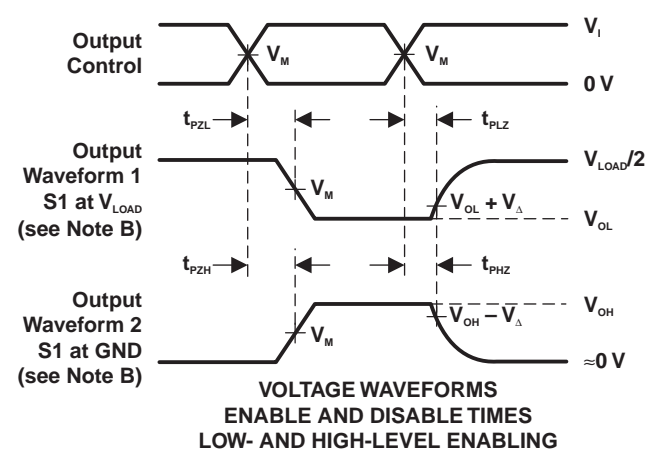 Output
Control
V_M
V_M
V_I
0 V
t_PZL
t_PLZ
Output
Waveform 1
S1 at V_LOAD
(see Note B)
V_M
V_OL + V_Δ
V_LOAD/2
V_OL
t_PZH
t_PHZ
Output
Waveform 2
S1 at GND
(see Note B)
V_M
V_OH – V_Δ
V_OH
≈0 V
VOLTAGE WAVEFORMS
ENABLE AND DISABLE TIMES
LOW- AND HIGH-LEVEL ENABLING